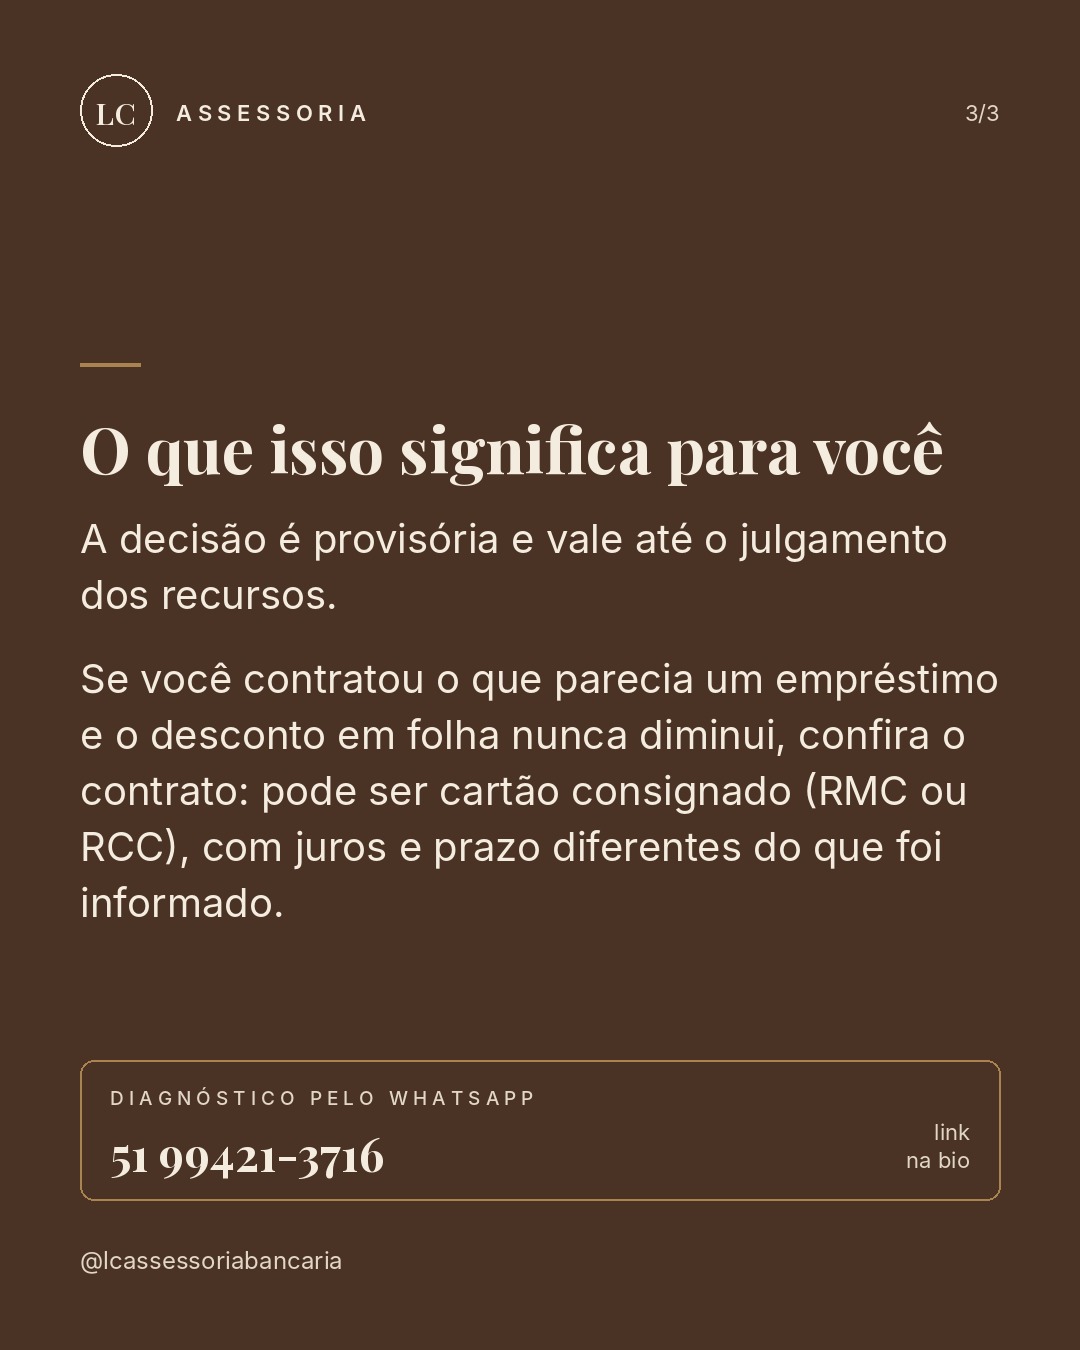 LC ASSESSORIA
3/3
O que isso significa para você
A decisão é provisória e vale até o julgamento
dos recursos.
Se você contratou o que parecia um empréstimo
e o desconto em folha nunca diminui, confira o
contrato: pode ser cartão consignado (RMC ou
RCC), com juros e prazo diferentes do que foi
informado.
DIAGNÓSTICO PELO WHATSAPP
51 99421-3716
link
na bio
@lcassessoriabancaria